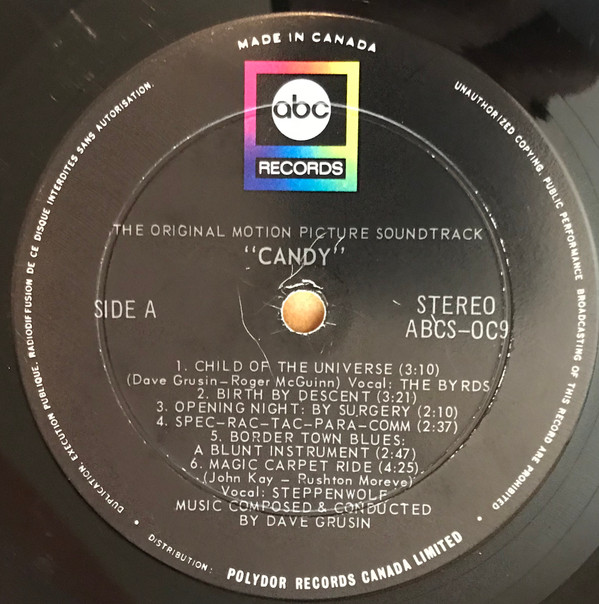 MADE IN CANADA
abc
RECORDS
UNAUTHORIZED COPYING, PUBLIC PERFORMANCE BROADCASTING OF THIS RECORD ARE PROHIBITED
DUPLICATION, EXECUTION PUBLIQUE, RADIODIFFUSION DE CE DISQUE INTERDITES SANS AUTORISATION.
THE ORIGINAL MOTION PICTURE SOUNDTRACK
"CANDY"
SIDE A
STEREO
ABCS-OC9
1. CHILD OF THE UNIVERSE (3:10)
(Dave Grusin—Roger McGuinn) Vocal: THE BYRDS
2. BIRTH BY DESCENT (3:21)
3. OPENING NIGHT: BY SURGERY (2:10)
4. SPEC-RAC-TAC-PARA-COMM (2:37)
5. BORDER TOWN BLUES:
A BLUNT INSTRUMENT (2:47)
6. MAGIC CARPET RIDE (4:25)
(John Kay - Rushton Moreve)
Vocal: STEPPENWOLF
MUSIC COMPOSED & CONDUCTED
BY DAVE GRUSIN
• DISTRIBUTION: POLYDOR RECORDS CANADA LIMITED •